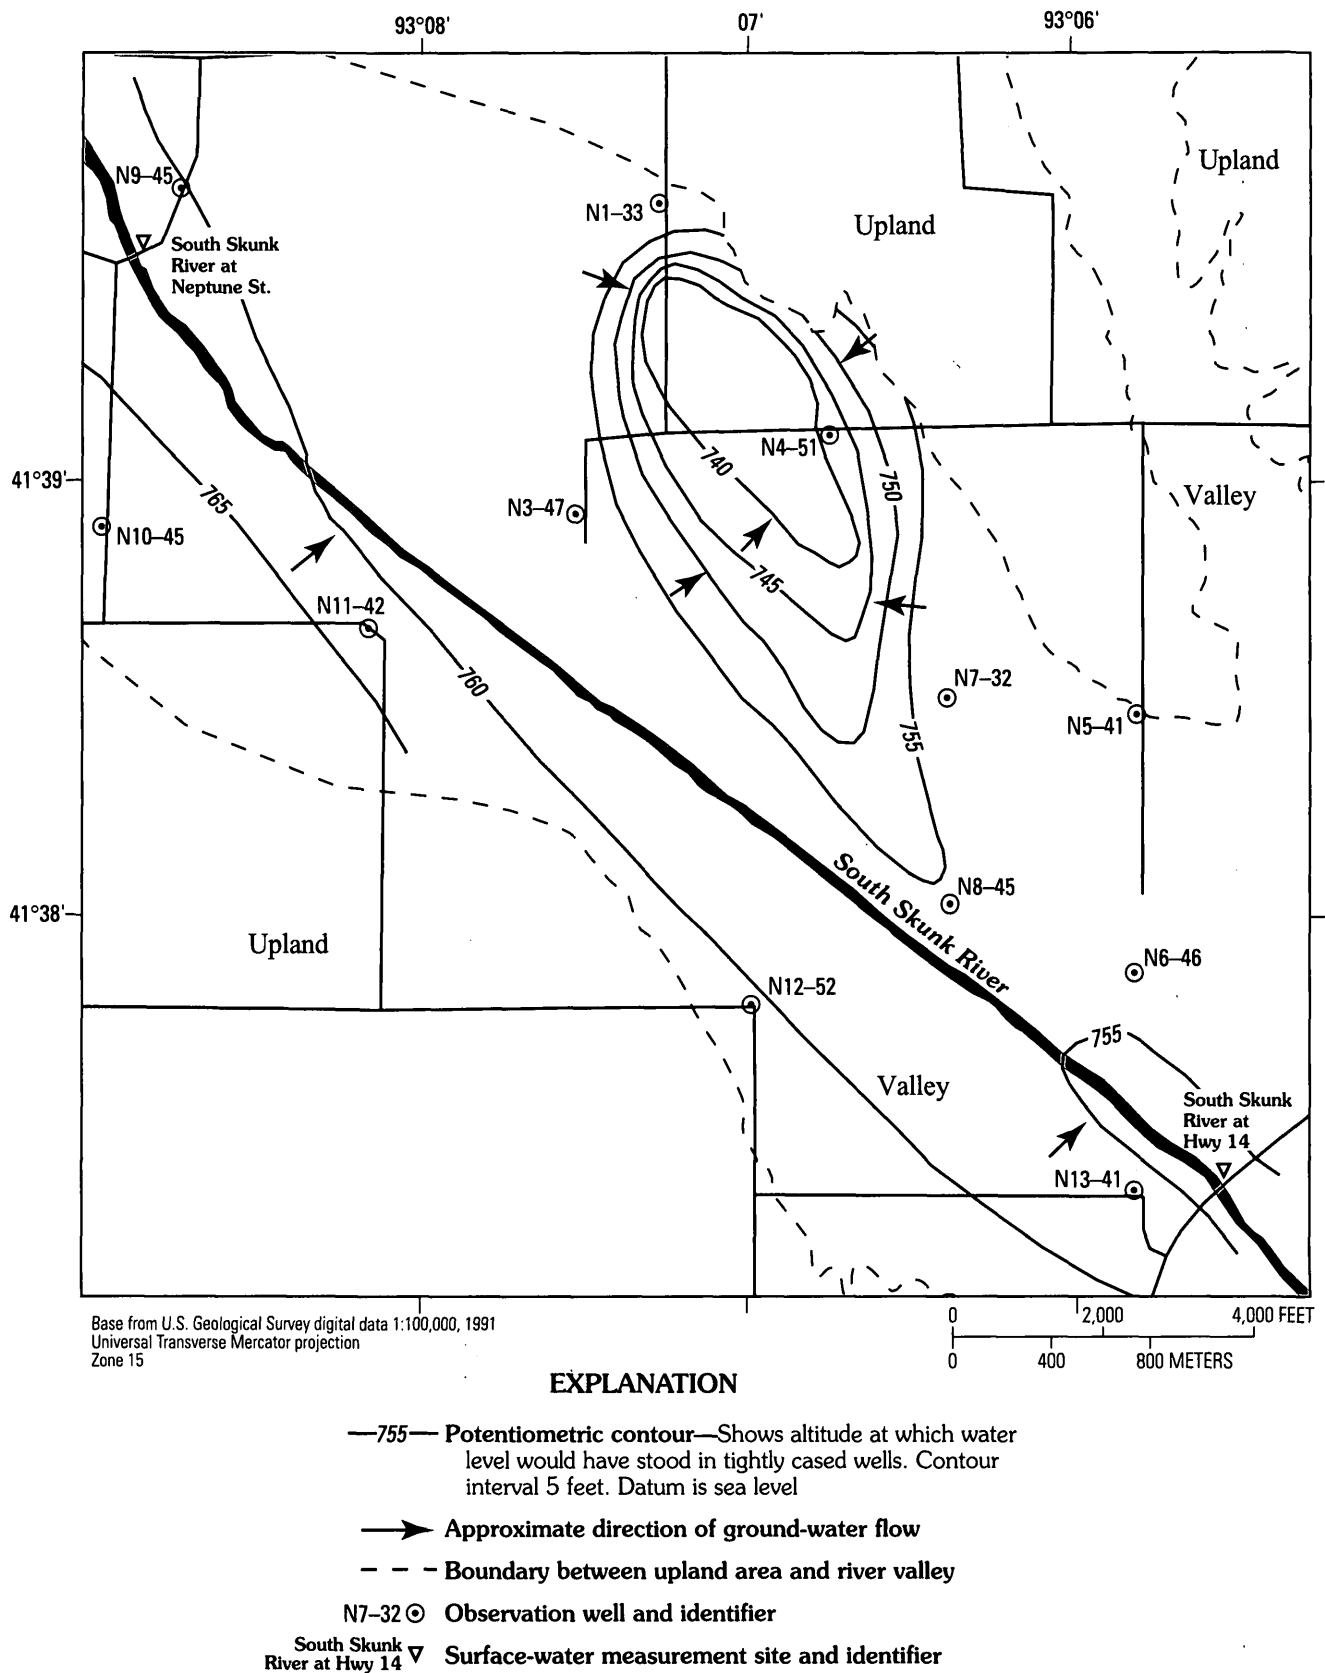 93°08'
07'
93°06'
N9–45
Upland
N1–33
Upland
South Skunk
River at
Neptune St.
N4–51
740
41°39'
765
750
N3–47
Valley
N10–45
745
N11–42
760
N7–32
N5–41
755
South Skunk River
N8–45
41°38'
Upland
N6–46
N12–52
755
Valley
South Skunk
River at
Hwy 14
N13–41
Base from U.S. Geological Survey digital data 1:100,000, 1991
Universal Transverse Mercator projection
Zone 15
0 2,000 4,000 FEET
0 400 800 METERS
EXPLANATION
—755— Potentiometric contour—Shows altitude at which water
level would have stood in tightly cased wells. Contour
interval 5 feet. Datum is sea level
Approximate direction of ground-water flow
Boundary between upland area and river valley
N7–32 Observation well and identifier
South Skunk
River at Hwy 14 Surface-water measurement site and identifier